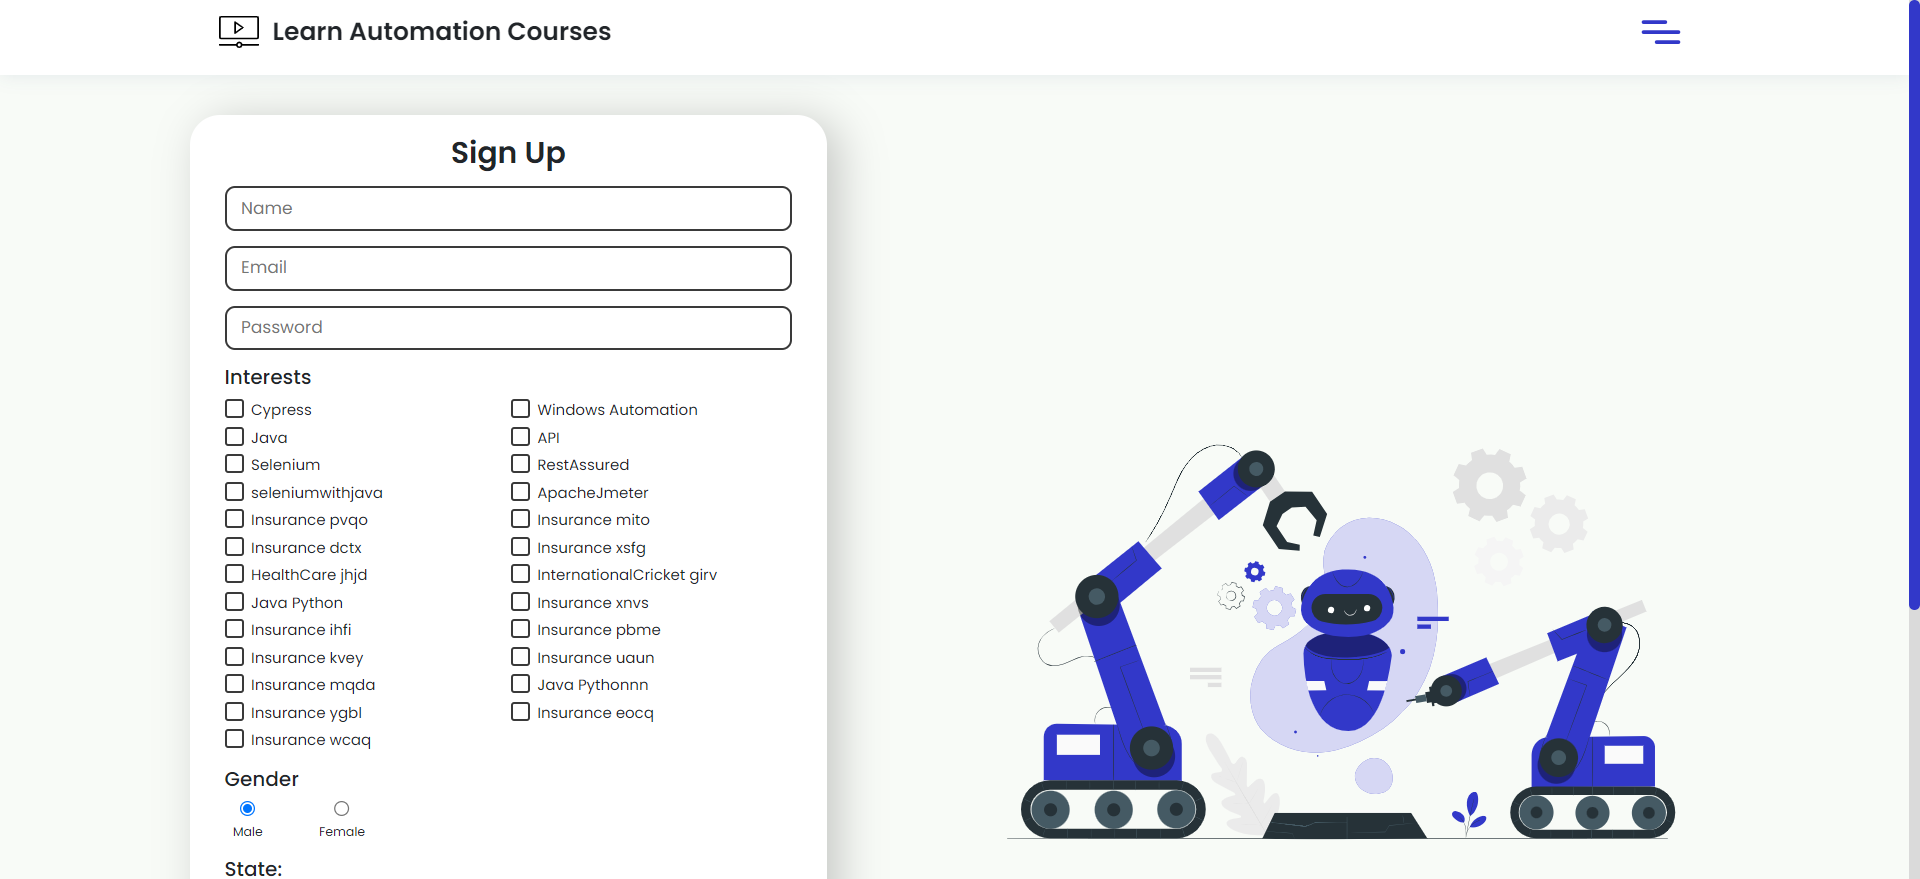 Learn Automation Courses
Sign Up
Name
Email
Password
Interests
Cypress
Windows Automation
Java
API
Selenium
RestAssured
seleniumwithjava
ApacheJmeter
Insurance pvqo
Insurance mito
Insurance dctx
Insurance xsfg
HealthCare jhjd
InternationalCricket girv
Java Python
Insurance xnvs
Insurance ihfi
Insurance pbme
Insurance kvey
Insurance uaun
Insurance mqda
Java Pythonnn
Insurance ygbl
Insurance eocq
Insurance wcaq
Gender
Male
Female
State: